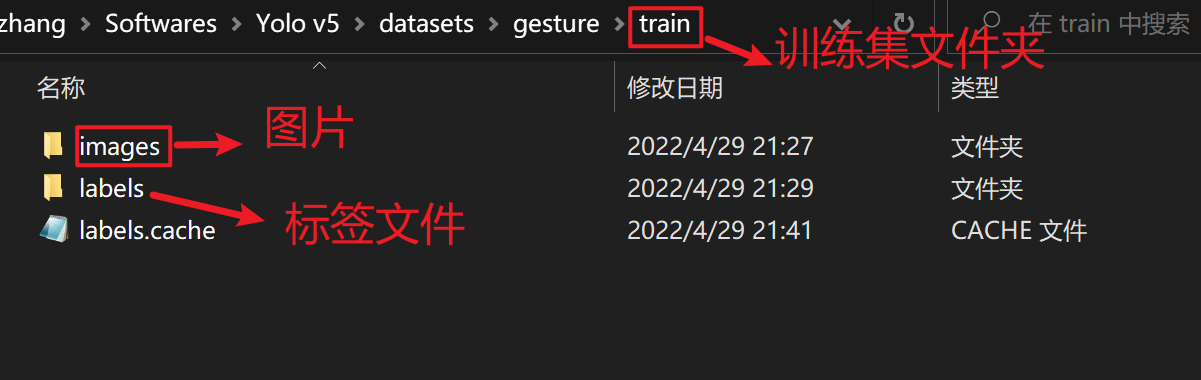 zhang > Softwares > Yolo v5 > datasets > gesture > train
在 train 中搜索
训练集文件夹
名称 修改日期 类型
图片
images 2022/4/29 21:27 文件夹
labels 2022/4/29 21:29 文件夹
标签文件
labels.cache 2022/4/29 21:41 CACHE 文件